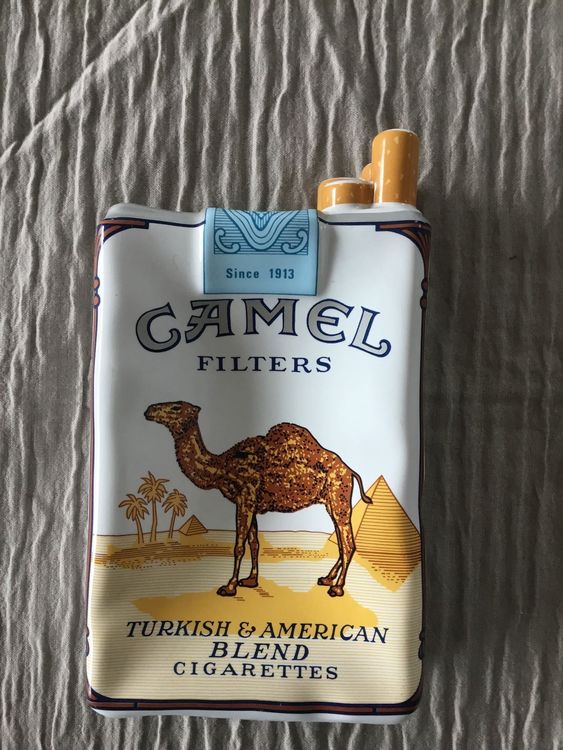 Since 1913
CAMEL
FILTERS
TURKISH & AMERICAN
BLEND
CIGARETTES